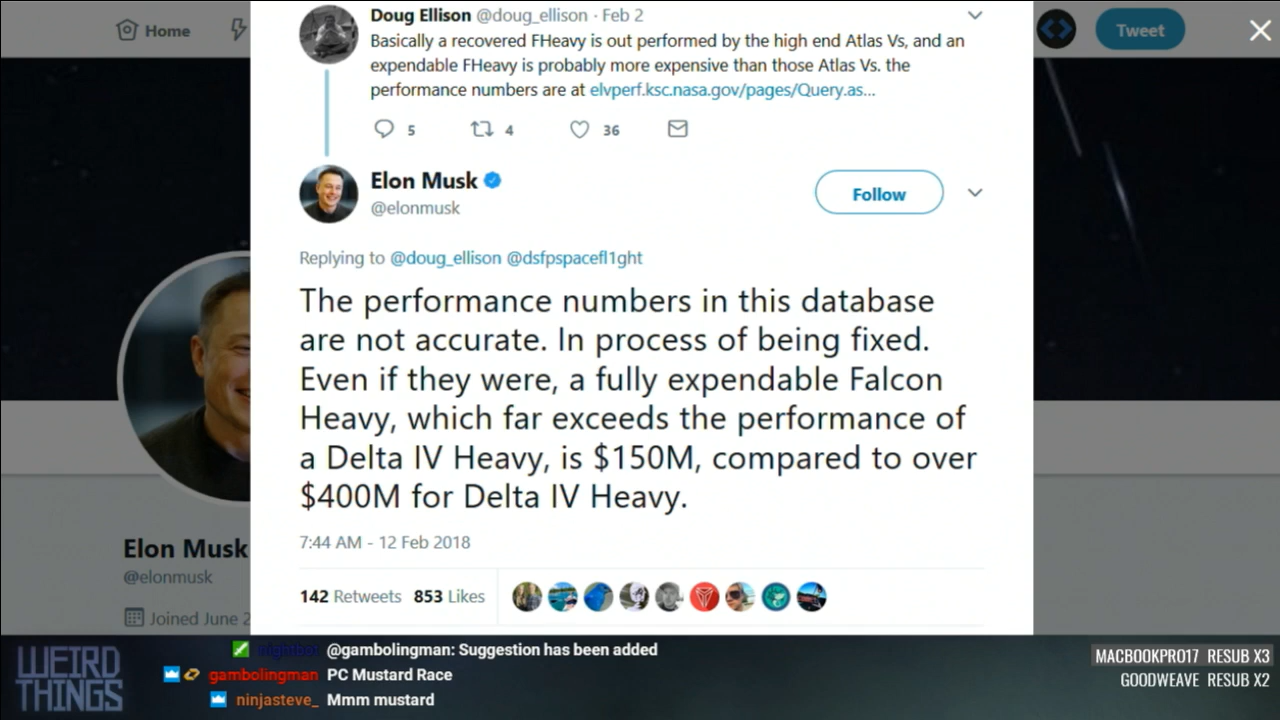 Home
Tweet
Doug Ellison @doug_ellison · Feb 2
Basically a recovered FHeavy is out performed by the high end Atlas Vs, and an
expendable FHeavy is probably more expensive than those Atlas Vs. the
performance numbers are at elvperf.ksc.nasa.gov/pages/Query.as...
5 4 36
Elon Musk
@elonmusk
Follow
Replying to @doug_ellison @dsfpspacefl1ght
The performance numbers in this database
are not accurate. In process of being fixed.
Even if they were, a fully expendable Falcon
Heavy, which far exceeds the performance of
a Delta IV Heavy, is $150M, compared to over
$400M for Delta IV Heavy.
7:44 AM - 12 Feb 2018
142 Retweets 853 Likes
Elon Musk
@elonmusk
Joined June 2
WEIRD
THINGS
nightbot @gambolingman: Suggestion has been added
gambolingman PC Mustard Race
ninjasteve_ Mmm mustard
MACBOOKPRO17 RESUB X3
GOODWEAVE RESUB X2